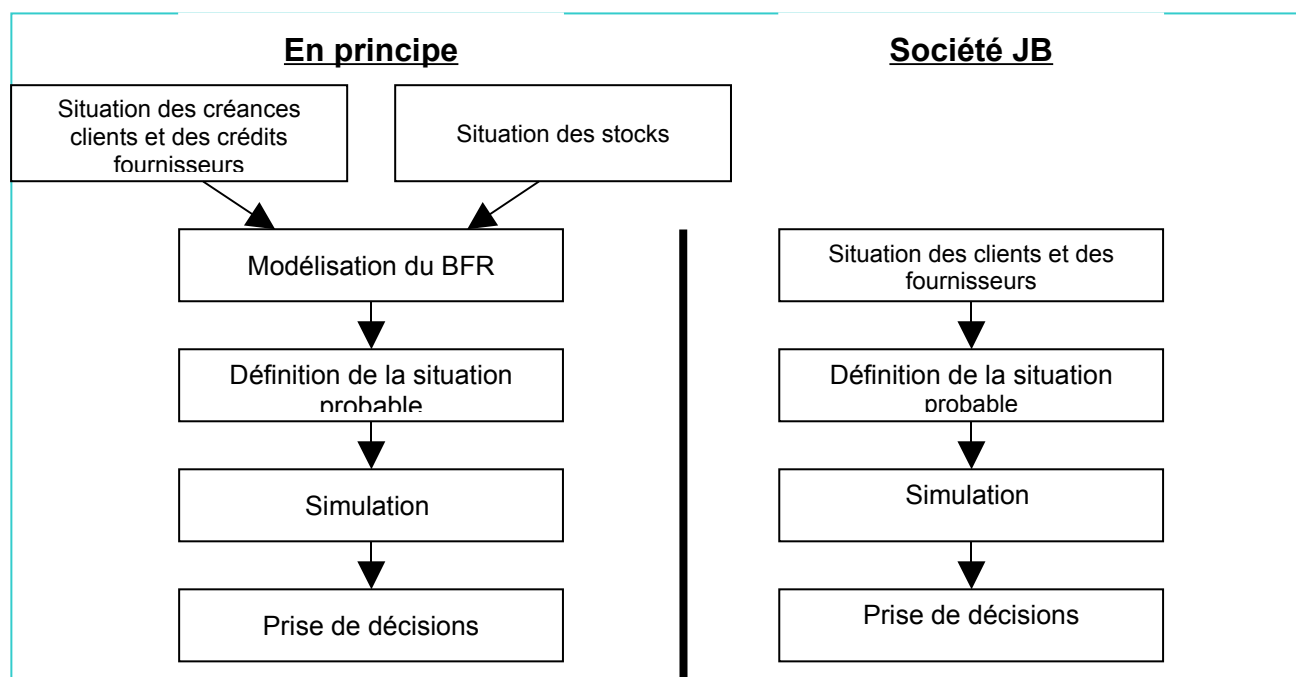 En principe
Société JB
Situation des créances
clients et des crédits
fournisseurs
Situation des stocks
Modélisation du BFR
Situation des clients et des
fournisseurs
Définition de la situation
probable
Définition de la situation
probable
Simulation
Simulation
Prise de décisions
Prise de décisions